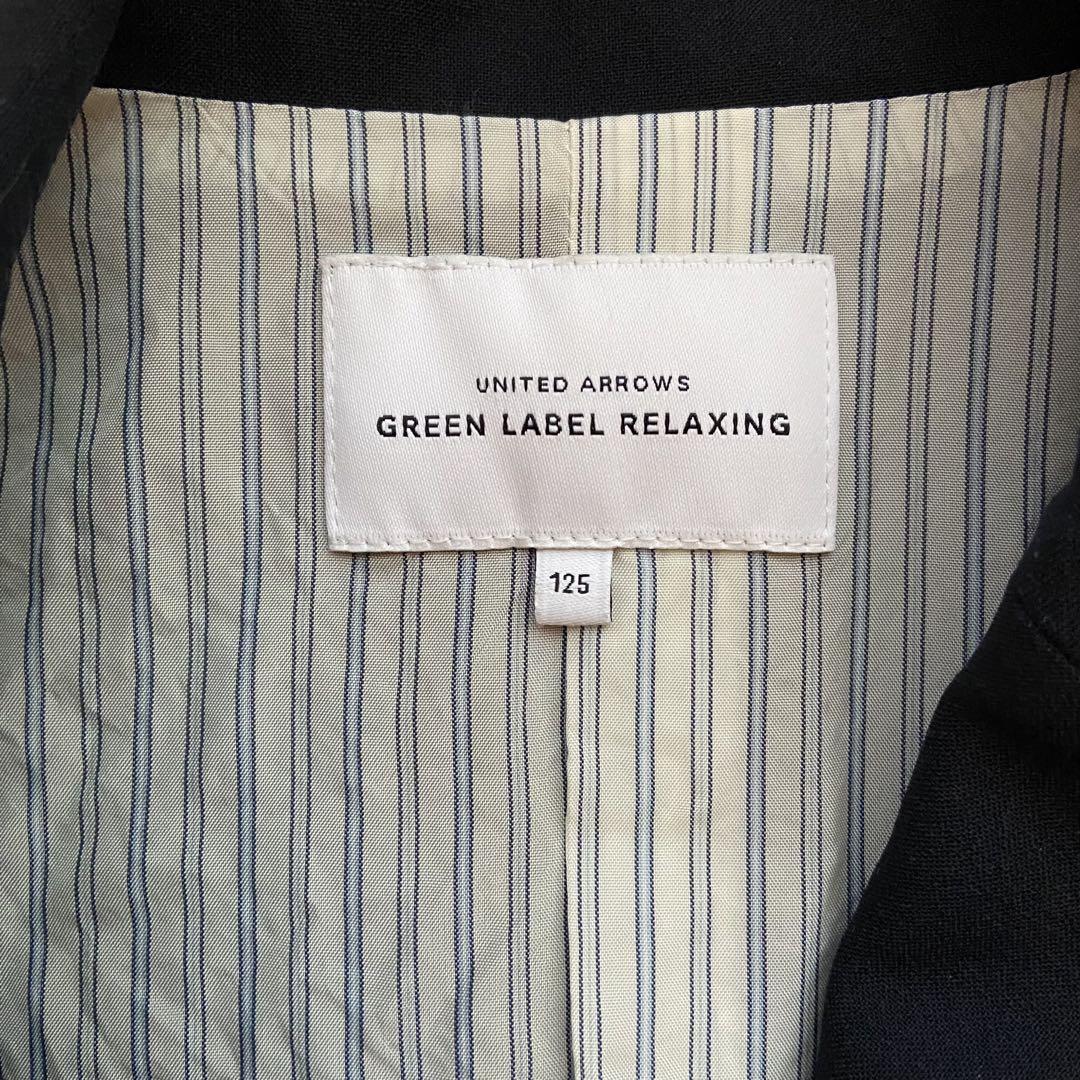 UNITED ARROWS
GREEN LABEL RELAXING
125